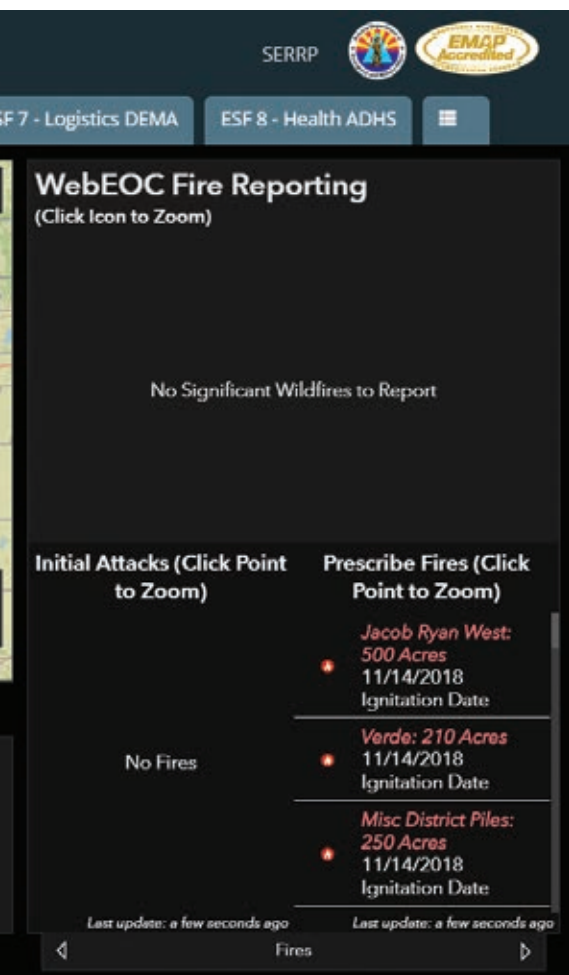 SERRP
EMAP
Accredited
SF 7 - Logistics DEMA
ESF 8 - Health ADHS
WebEOC Fire Reporting
(Click Icon to Zoom)
No Significant Wildfires to Report
Initial Attacks (Click Point
to Zoom)
No Fires
Last update: a few seconds ago
Prescribe Fires (Click
Point to Zoom)
Jacob Ryan West:
500 Acres
11/14/2018
Ignitation Date
Verde: 210 Acres
11/14/2018
Ignitation Date
Misc District Piles:
250 Acres
11/14/2018
Ignitation Date
Last update: a few seconds ago
Fires